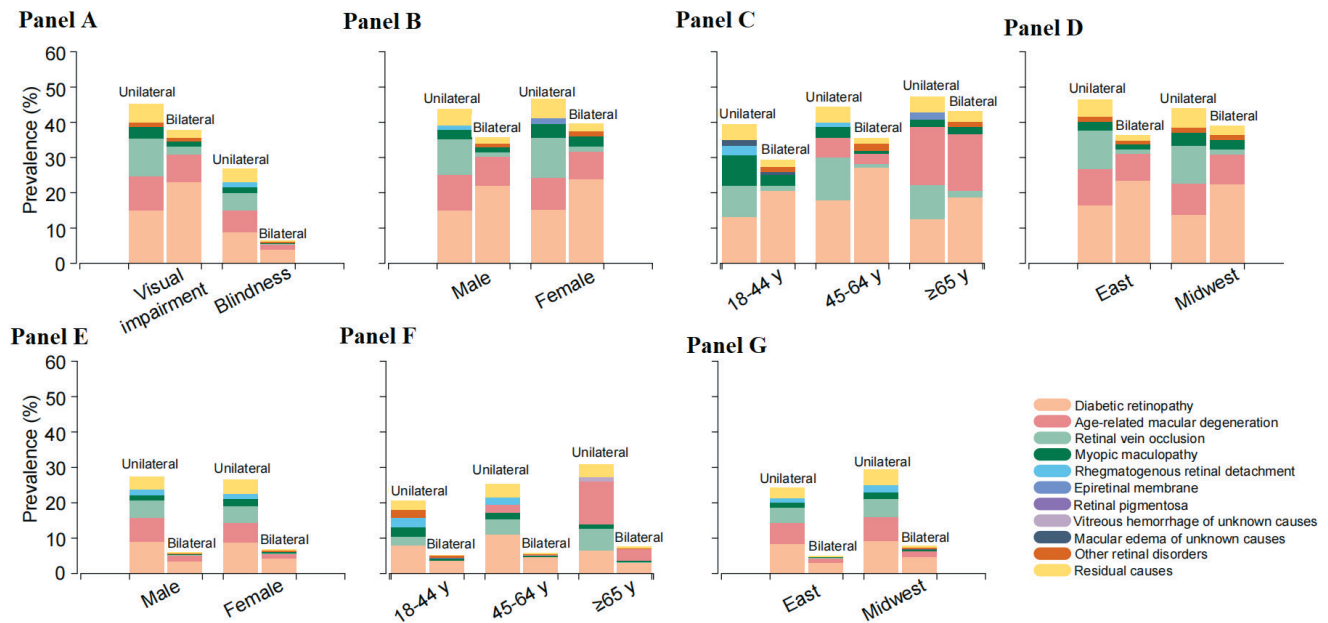 Panel A
Panel B
Panel C
Panel D
60
50
40
30
20
10
0
Prevalence (%)
Unilateral
Bilateral
Unilateral
Bilateral
Visual
impairment
Blindness
Unilateral
Bilateral
Unilateral
Bilateral
Male
Female
Unilateral
Bilateral
Unilateral
Bilateral
Unilateral
Bilateral
18-44 y
45-64 y
≥65 y
Unilateral
Bilateral
Unilateral
Bilateral
East
Midwest
Panel E
Panel F
Panel G
60
50
40
30
20
10
0
Prevalence (%)
Unilateral
Bilateral
Unilateral
Bilateral
Male
Female
Unilateral
Bilateral
Unilateral
Bilateral
Unilateral
Bilateral
18-44 y
45-64 y
≥65 y
Unilateral
Bilateral
Unilateral
Bilateral
East
Midwest
Diabetic retinopathy
Age-related macular degeneration
Retinal vein occlusion
Myopic maculopathy
Rhegmatogenous retinal detachment
Epiretinal membrane
Retinal pigmentosa
Vitreous hemorrhage of unknown causes
Macular edema of unknown causes
Other retinal disorders
Residual causes